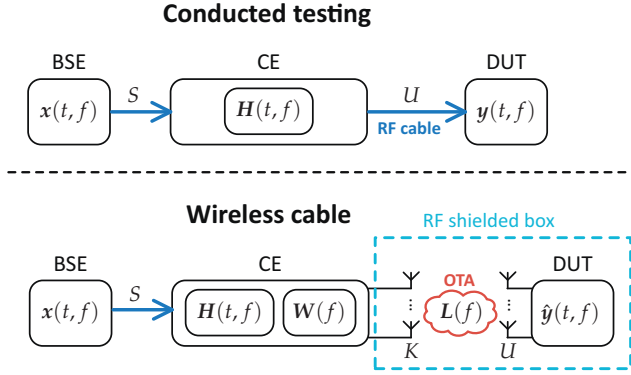 Conducted testing
BSE CE DUT
x(t, f) S H(t, f) U RF cable y(t, f)
Wireless cable
RF shielded box
BSE CE OTA DUT
x(t, f) S H(t, f) W(f) L(f) ŷ(t, f)
K U